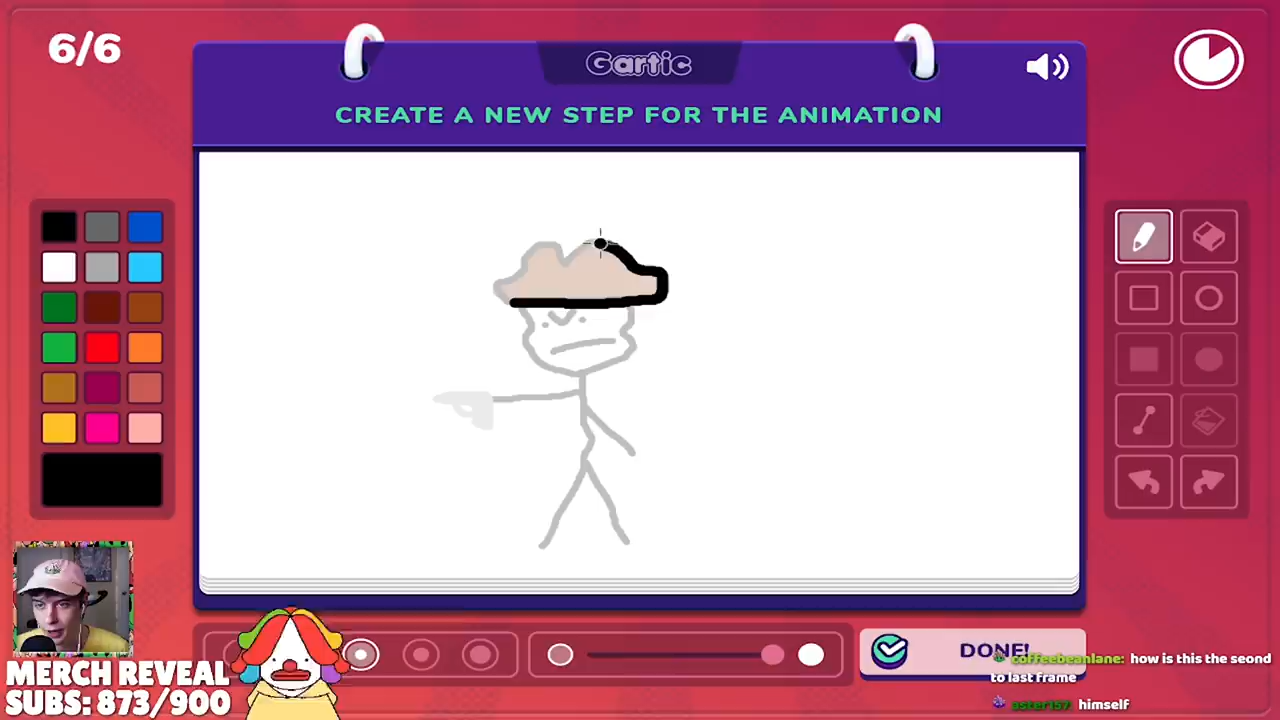 6/6
Gartic
CREATE A NEW STEP FOR THE ANIMATION
DONE!
coffeebeanlane: how is this the seond
to last frame
aster157: himself
MERCH REVEAL
SUBS: 873/900